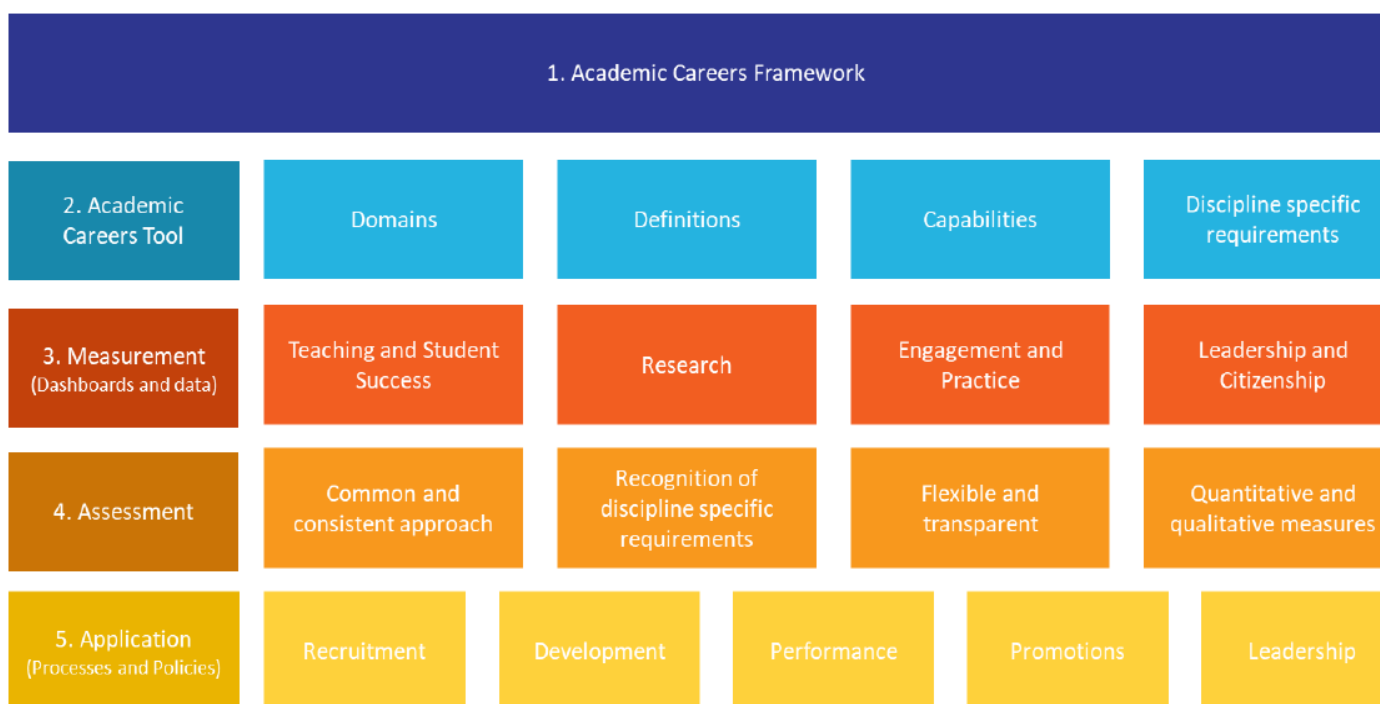 1. Academic Careers Framework
2. Academic
Careers Tool
Domains
Definitions
Capabilities
Discipline specific
requirements
3. Measurement
(Dashboards and data)
Teaching and Student
Success
Research
Engagement and
Practice
Leadership and
Citizenship
4. Assessment
Common and
consistent approach
Recognition of
discipline specific
requirements
Flexible and
transparent
Quantitative and
qualitative measures
5. Application
(Processes and Policies)
Recruitment
Development
Performance
Promotions
Leadership